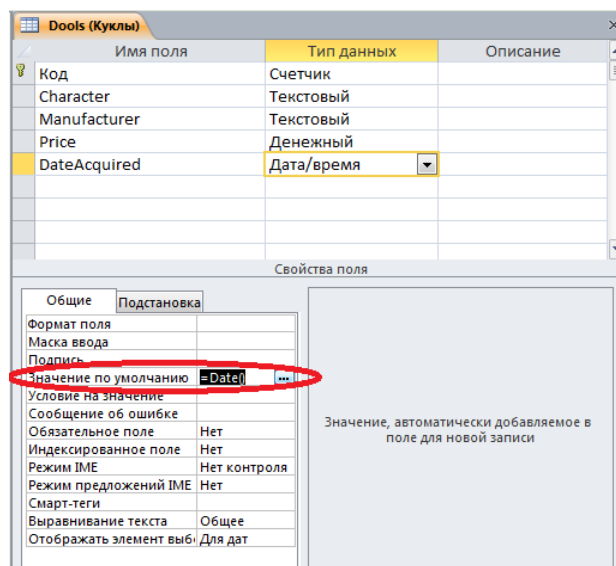 Dools (Куклы)
Имя поля Тип данных Описание
Код Счетчик
Character Текстовый
Manufacturer Текстовый
Price Денежный
DateAcquired Дата/время
Свойства поля
Общие Подстановка
Формат поля
Маска ввода
Подпись
Значение по умолчанию =Date() ...
Условие на значение
Сообщение об ошибке
Обязательное поле Нет
Индексированное поле Нет
Режим IME Нет контроля
Режим предложений IME Нет
Смарт-теги
Выравнивание текста Общее
Отображать элемент выб Для дат
Значение, автоматически добавляемое в
поле для новой записи